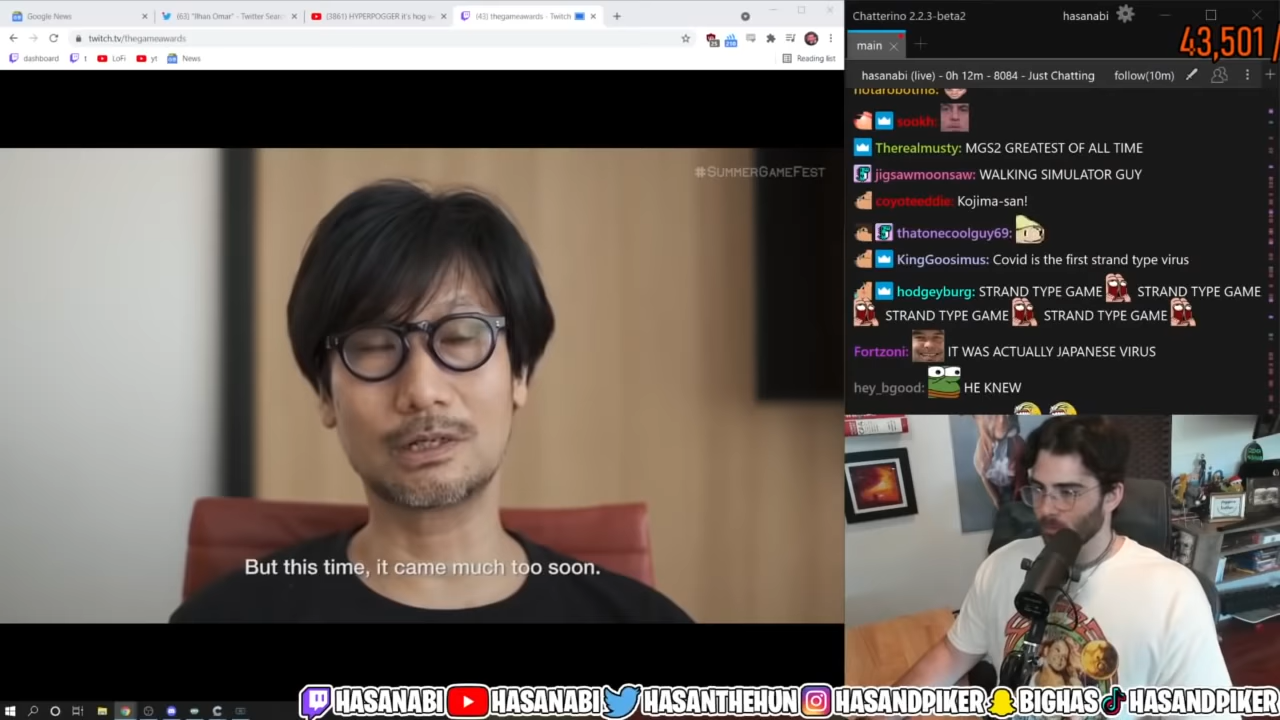 Google News
(63) "Ilhan Omar" - Twitter Searc
(3861) HYPERPOGGER it's hog w
(43) thegameawards - Twitch
twitch.tv/thegameawards
dashboard
t
LoFi
yt
News
Reading list
#SummerGameFest
But this time, it came much too soon.
Chatterino 2.2.3-beta2
hasanabi
main
43,501 /
hasanabi (live) - 0h 12m - 8084 - Just Chatting
follow(10m)
notarobotm8:
sookh:
Therealmusty: MGS2 GREATEST OF ALL TIME
jigsawmoonsaw: WALKING SIMULATOR GUY
coyoteeddie: Kojima-san!
thatonecoolguy69:
KingGoosimus: Covid is the first strand type virus
hodgeyburg: STRAND TYPE GAME STRAND TYPE GAME
STRAND TYPE GAME STRAND TYPE GAME
Fortzoni: IT WAS ACTUALLY JAPANESE VIRUS
hey_bgood: HE KNEW
HASANABI HASANABI HASANTHEHUN HASANDPIKER BIGHAS HASANDPIKER